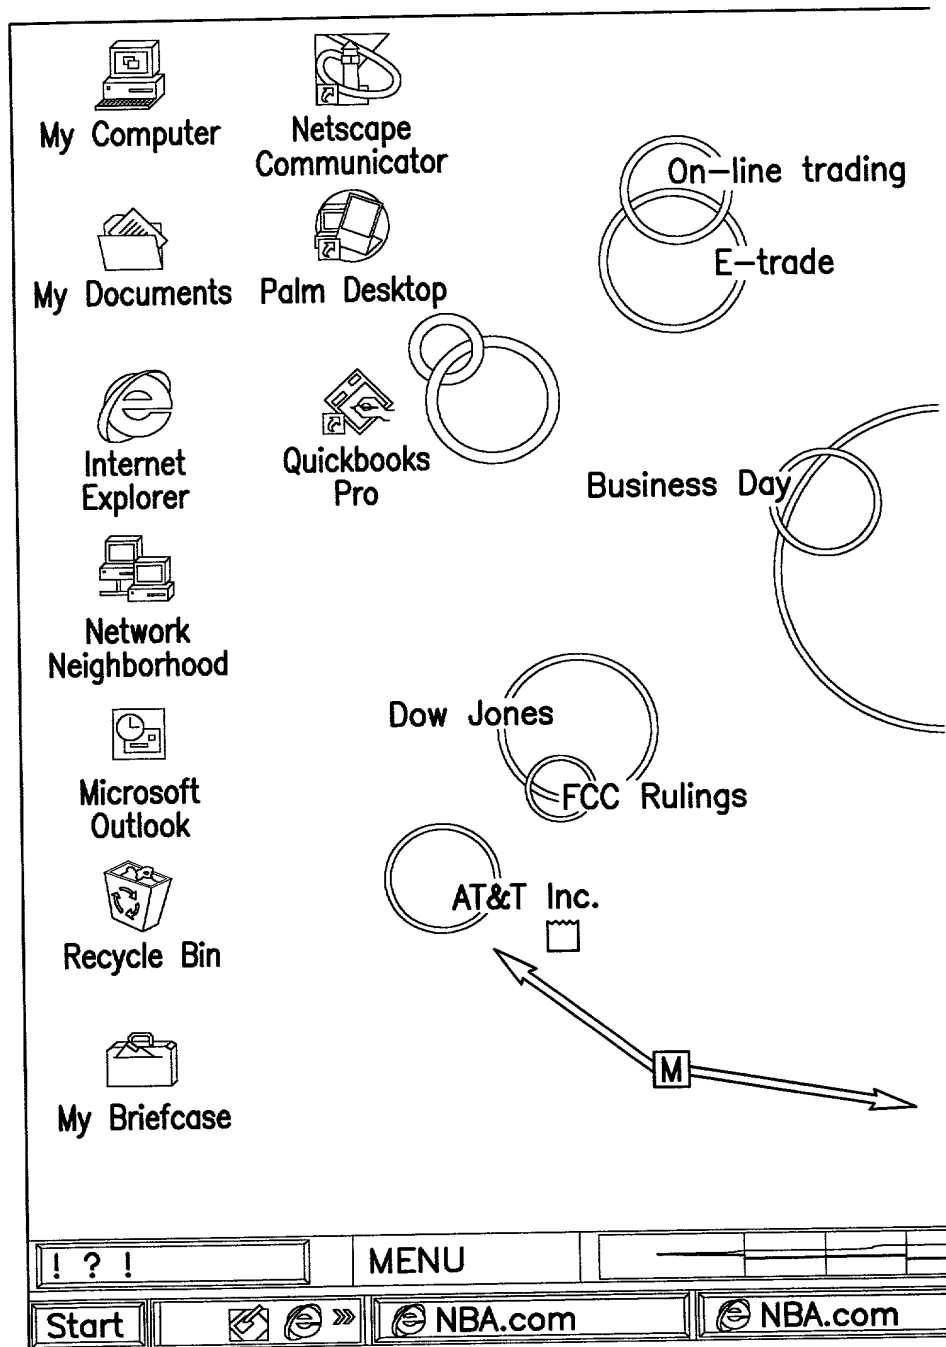 My Computer
Netscape
Communicator
On-line trading
E-trade
My Documents
Palm Desktop
Internet
Explorer
Quickbooks
Pro
Business Day
Network
Neighborhood
Dow Jones
FCC Rulings
Microsoft
Outlook
AT&T Inc.
Recycle Bin
M
My Briefcase
! ? !
MENU
Start
NBA.com
NBA.com